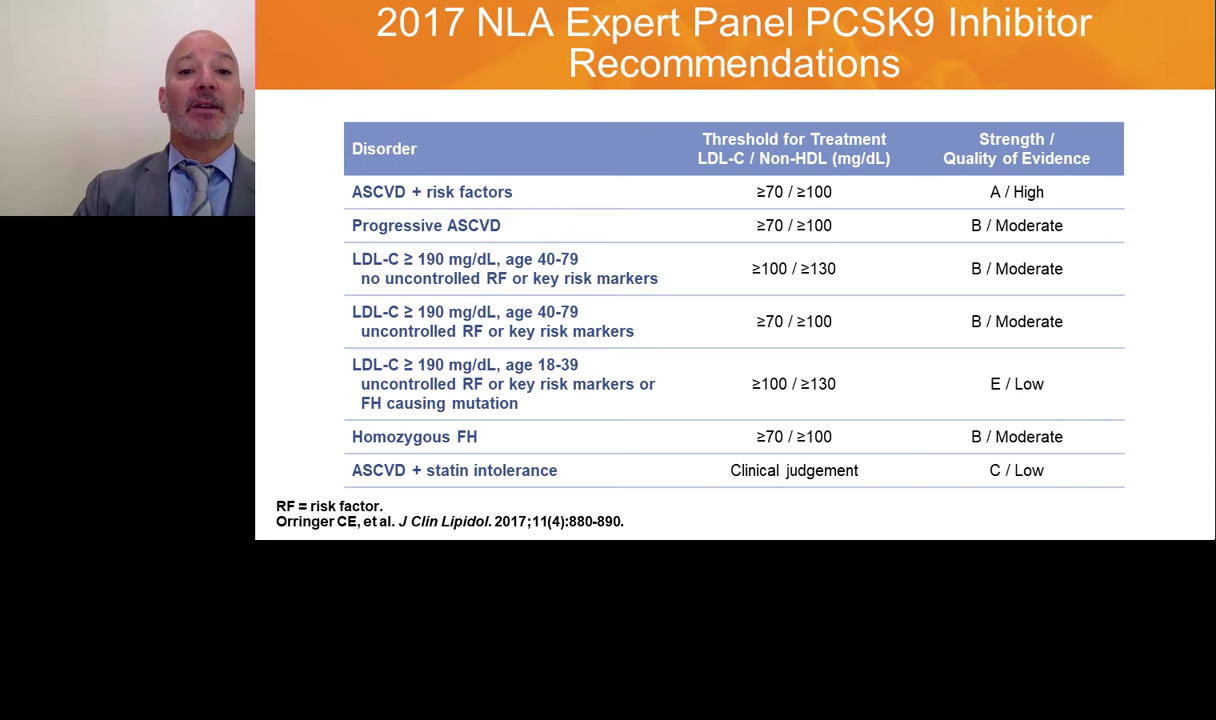 2017 NLA Expert Panel PCSK9 Inhibitor
Recommendations
Disorder
Threshold for Treatment
LDL-C / Non-HDL (mg/dL)
Strength /
Quality of Evidence
ASCVD + risk factors
≥70 / ≥100
A / High
Progressive ASCVD
≥70 / ≥100
B / Moderate
LDL-C ≥ 190 mg/dL, age 40-79
no uncontrolled RF or key risk markers
≥100 / ≥130
B / Moderate
LDL-C ≥ 190 mg/dL, age 40-79
uncontrolled RF or key risk markers
≥70 / ≥100
B / Moderate
LDL-C ≥ 190 mg/dL, age 18-39
uncontrolled RF or key risk markers or
FH causing mutation
≥100 / ≥130
E / Low
Homozygous FH
≥70 / ≥100
B / Moderate
ASCVD + statin intolerance
Clinical judgement
C / Low
RF = risk factor.
Orringer CE, et al. J Clin Lipidol. 2017;11(4):880-890.